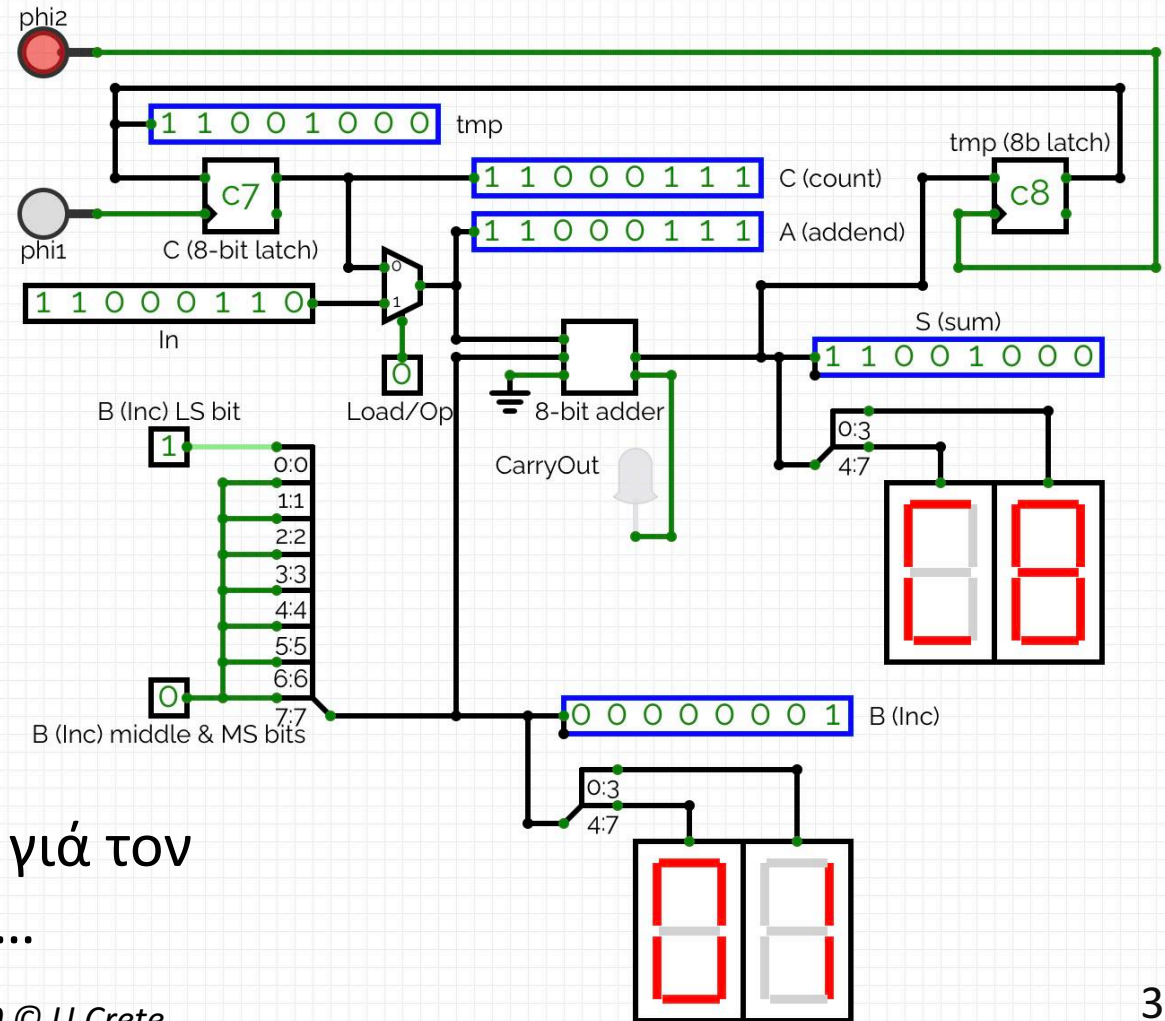 phi2
1 1 0 0 1 0 0 0 tmp
tmp (8b latch)
c7
1 1 0 0 0 1 1 1 C (count)
c8
phi1
C (8-bit latch)
1 1 0 0 0 1 1 1 A (addend)
0
1 1 0 0 0 1 1 0
1
In
S (sum)
0
1 1 0 0 1 0 0 0
B (Inc) LS bit
Load/Op
8-bit adder
1
0:3
4:7
CarryOut
0:0
1:1
2:2
3:3
4:4
5:5
6:6
7:7
C8
0
B (Inc) middle & MS bits
0 0 0 0 0 0 0 1 B (Inc)
0:3
4:7
01
γιά τον
...
© U Crete
3